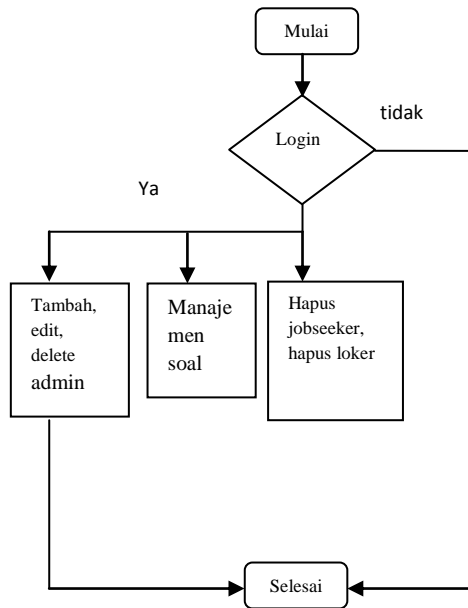 Mulai
tidak
Login
Ya
Tambah,
edit,
delete
admin
Manaje
men
soal
Hapus
jobseeker,
hapus loker
Selesai